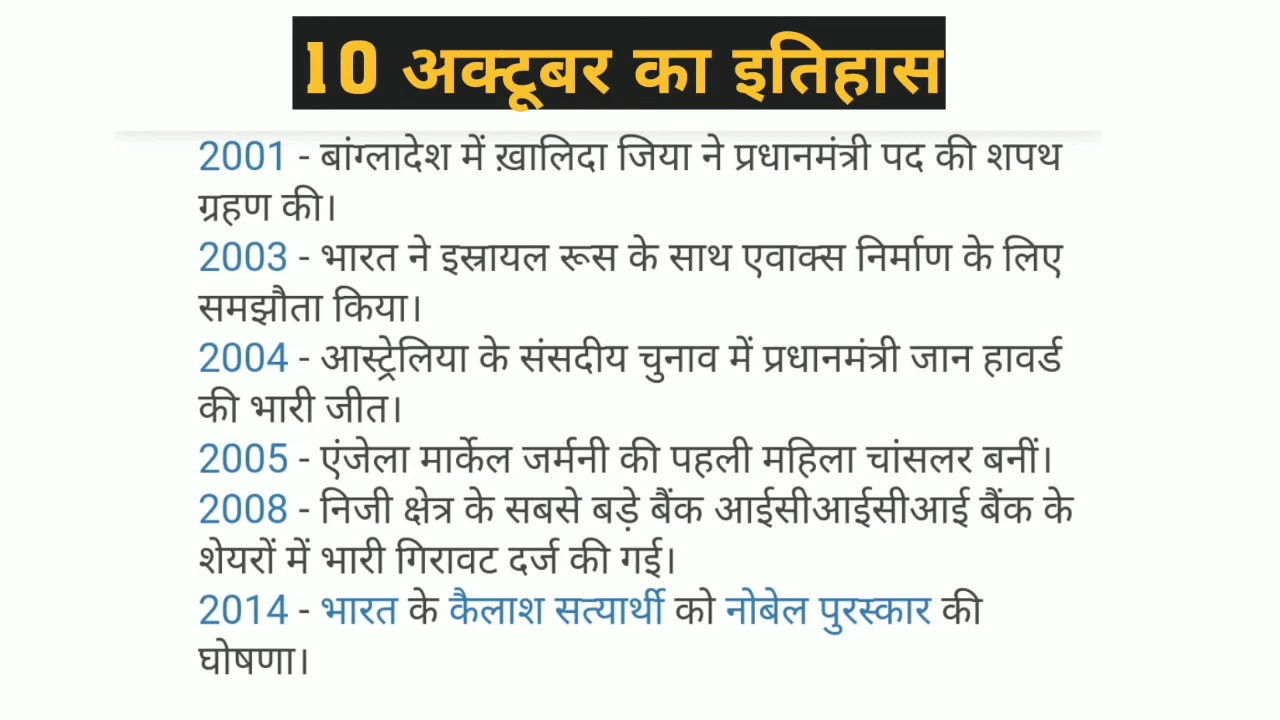 10 अक्टूबर का इतिहास
2001 - बांग्लादेश में ख़ालिदा जिया ने प्रधानमंत्री पद की शपथ
ग्रहण की।
2003 - भारत ने इस्रायल रूस के साथ एवाक्स निर्माण के लिए
समझौता किया।
2004 - आस्ट्रेलिया के संसदीय चुनाव में प्रधानमंत्री जान हावर्ड
की भारी जीत।
2005 - एंजेला मार्केल जर्मनी की पहली महिला चांसलर बनीं।
2008 - निजी क्षेत्र के सबसे बड़े बैंक आईसीआईसीआई बैंक के
शेयरों में भारी गिरावट दर्ज की गई।
2014 - भारत के कैलाश सत्यार्थी को नोबेल पुरस्कार की
घोषणा।